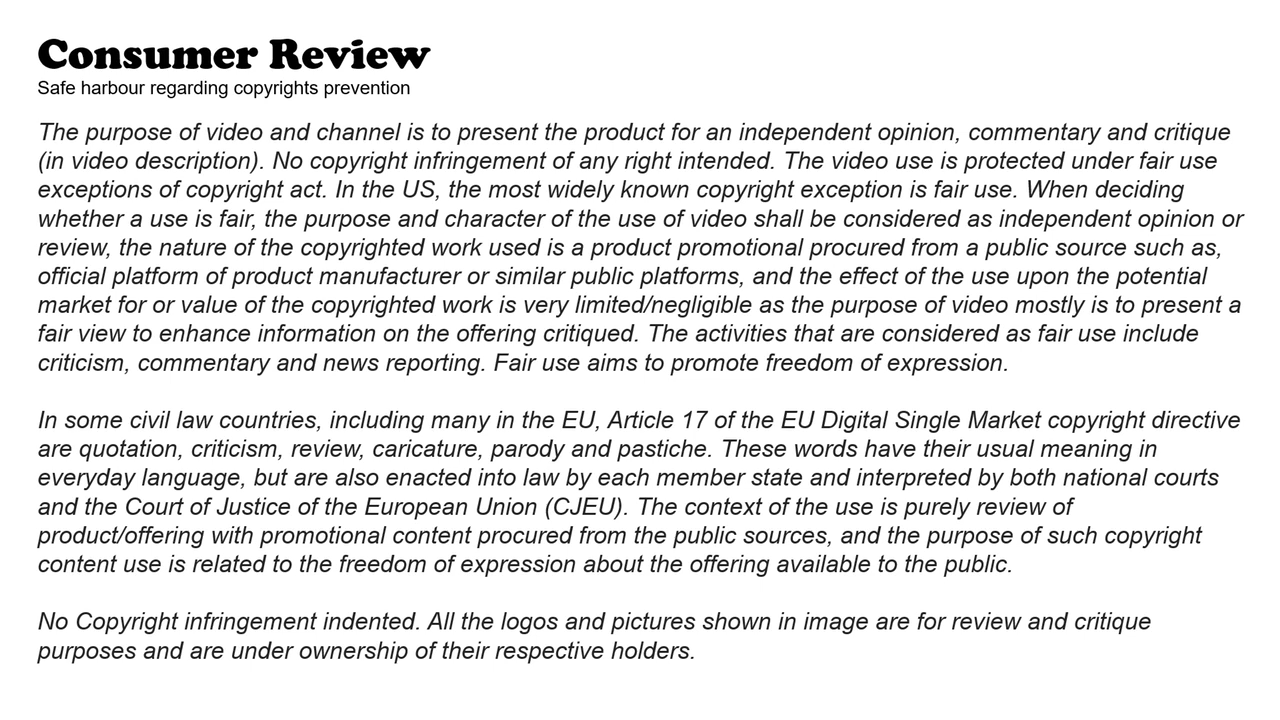 Consumer Review
Safe harbour regarding copyrights prevention
The purpose of video and channel is to present the product for an independent opinion, commentary and critique
(in video description). No copyright infringement of any right intended. The video use is protected under fair use
exceptions of copyright act. In the US, the most widely known copyright exception is fair use. When deciding
whether a use is fair, the purpose and character of the use of video shall be considered as independent opinion or
review, the nature of the copyrighted work used is a product promotional procured from a public source such as,
official platform of product manufacturer or similar public platforms, and the effect of the use upon the potential
market for or value of the copyrighted work is very limited/negligible as the purpose of video mostly is to present a
fair view to enhance information on the offering critiqued. The activities that are considered as fair use include
criticism, commentary and news reporting. Fair use aims to promote freedom of expression.
In some civil law countries, including many in the EU, Article 17 of the EU Digital Single Market copyright directive
are quotation, criticism, review, caricature, parody and pastiche. These words have their usual meaning in
everyday language, but are also enacted into law by each member state and interpreted by both national courts
and the Court of Justice of the European Union (CJEU). The context of the use is purely review of
product/offering with promotional content procured from the public sources, and the purpose of such copyright
content use is related to the freedom of expression about the offering available to the public.
No Copyright infringement indented. All the logos and pictures shown in image are for review and critique
purposes and are under ownership of their respective holders.